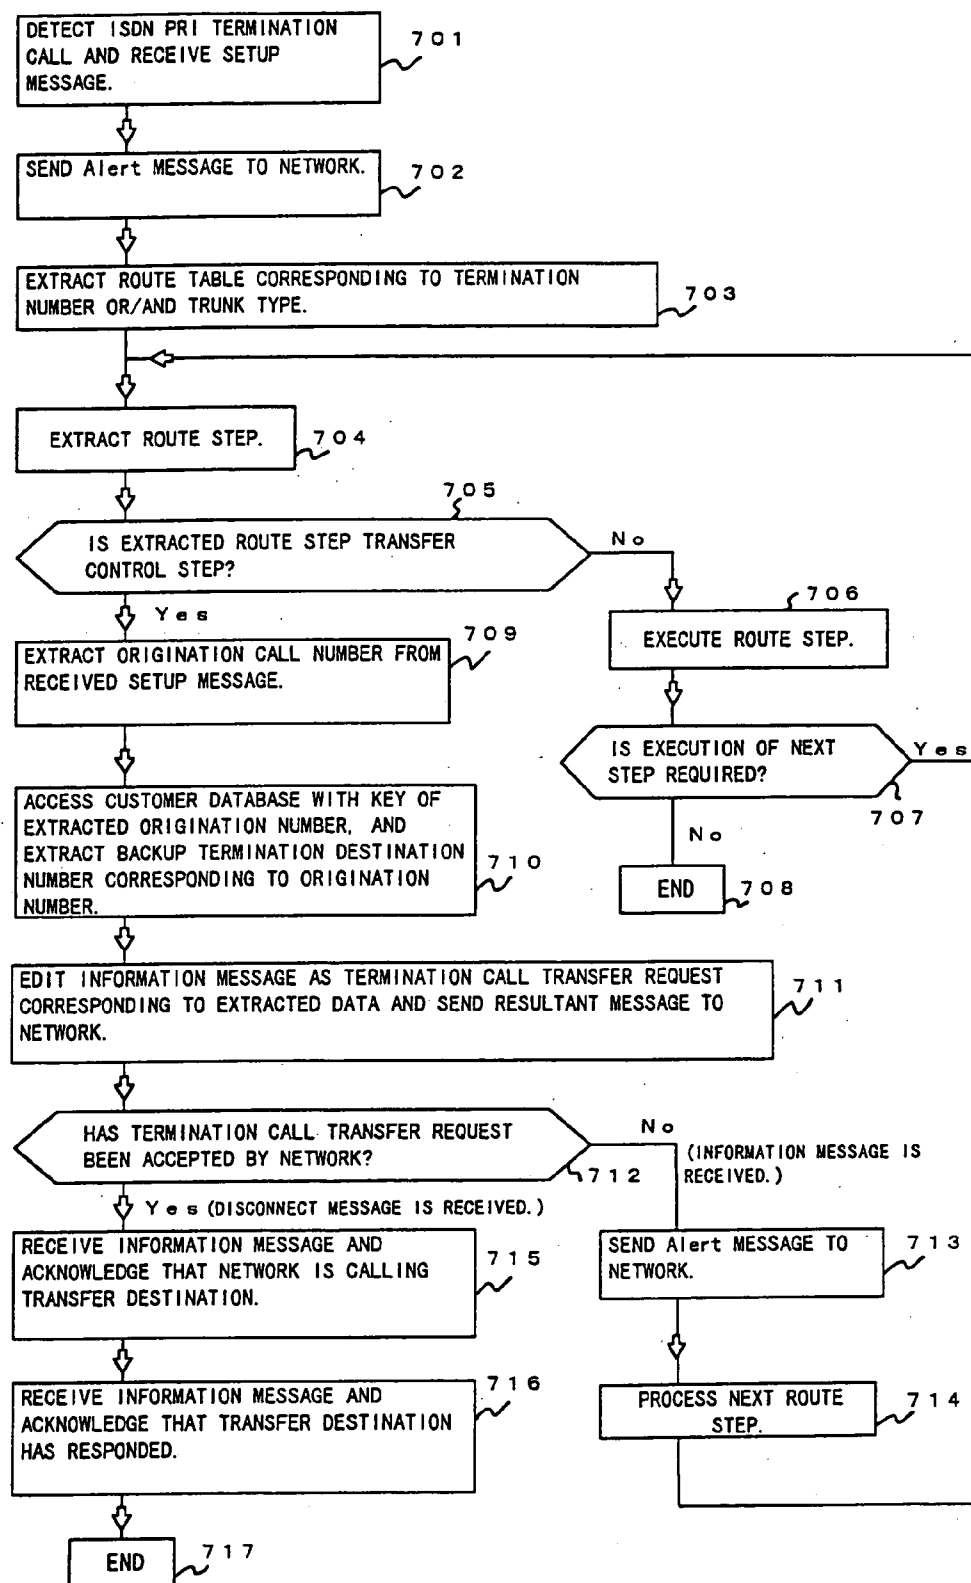 DETECT ISDN PRI TERMINATION
CALL AND RECEIVE SETUP
MESSAGE.
701
SEND Alert MESSAGE TO NETWORK.
702
EXTRACT ROUTE TABLE CORRESPONDING TO TERMINATION
NUMBER OR/AND TRUNK TYPE.
703
EXTRACT ROUTE STEP.
704
705
IS EXTRACTED ROUTE STEP TRANSFER
CONTROL STEP?
No
Yes
706
EXECUTE ROUTE STEP.
709
EXTRACT ORIGINATION CALL NUMBER FROM
RECEIVED SETUP MESSAGE.
IS EXECUTION OF NEXT
STEP REQUIRED?
Yes
707
No
END
708
ACCESS CUSTOMER DATABASE WITH KEY OF
EXTRACTED ORIGINATION NUMBER, AND
EXTRACT BACKUP TERMINATION DESTINATION
NUMBER CORRESPONDING TO ORIGINATION
NUMBER.
710
EDIT INFORMATION MESSAGE AS TERMINATION CALL TRANSFER REQUEST
CORRESPONDING TO EXTRACTED DATA AND SEND RESULTANT MESSAGE TO
NETWORK.
711
HAS TERMINATION CALL TRANSFER REQUEST
BEEN ACCEPTED BY NETWORK?
712
No
(INFORMATION MESSAGE IS
RECEIVED.)
Yes (DISCONNECT MESSAGE IS RECEIVED.)
RECEIVE INFORMATION MESSAGE AND
ACKNOWLEDGE THAT NETWORK IS CALLING
TRANSFER DESTINATION.
715
SEND Alert MESSAGE TO
NETWORK.
713
RECEIVE INFORMATION MESSAGE AND
ACKNOWLEDGE THAT TRANSFER DESTINATION
HAS RESPONDED.
716
PROCESS NEXT ROUTE
STEP.
714
END
717